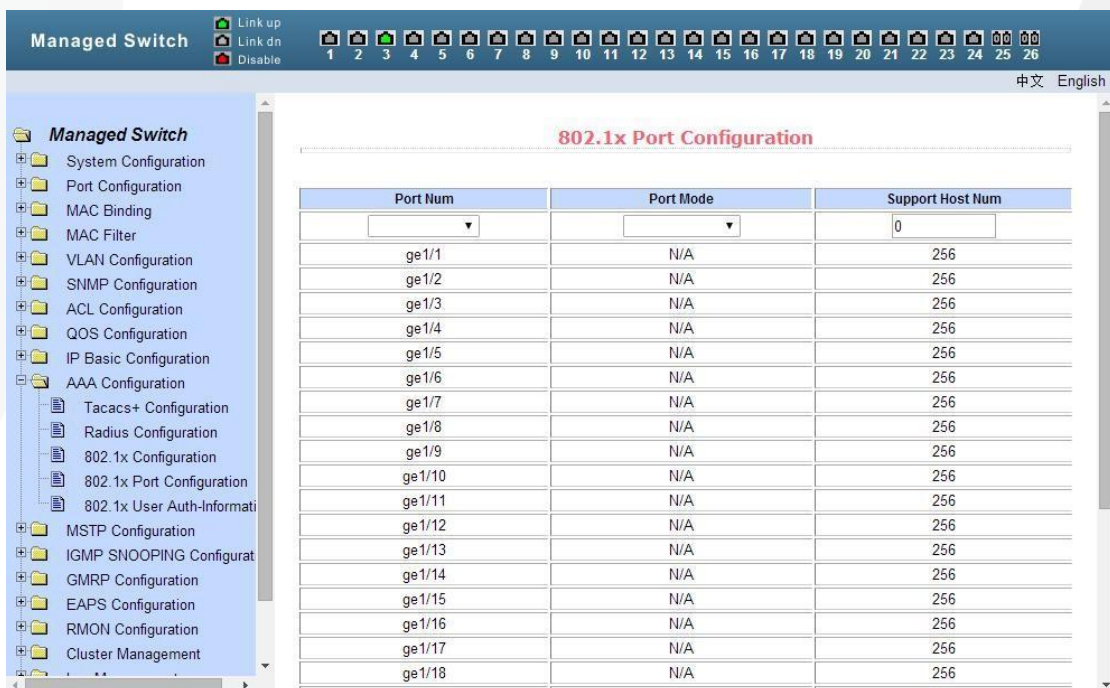 Managed Switch
Link up
Link dn
Disable
1 2 3 4 5 6 7 8 9 10 11 12 13 14 15 16 17 18 19 20 21 22 23 24 25 26
中文 English
Managed Switch
System Configuration
Port Configuration
MAC Binding
MAC Filter
VLAN Configuration
SNMP Configuration
ACL Configuration
QOS Configuration
IP Basic Configuration
AAA Configuration
Tacacs+ Configuration
Radius Configuration
802.1x Configuration
802.1x Port Configuration
802.1x User Auth-Informati
MSTP Configuration
IGMP SNOOPING Configurat
GMRP Configuration
EAPS Configuration
RMON Configuration
Cluster Management
802.1x Port Configuration
Port Num Port Mode Support Host Num
0
ge1/1 N/A 256
ge1/2 N/A 256
ge1/3 N/A 256
ge1/4 N/A 256
ge1/5 N/A 256
ge1/6 N/A 256
ge1/7 N/A 256
ge1/8 N/A 256
ge1/9 N/A 256
ge1/10 N/A 256
ge1/11 N/A 256
ge1/12 N/A 256
ge1/13 N/A 256
ge1/14 N/A 256
ge1/15 N/A 256
ge1/16 N/A 256
ge1/17 N/A 256
ge1/18 N/A 256